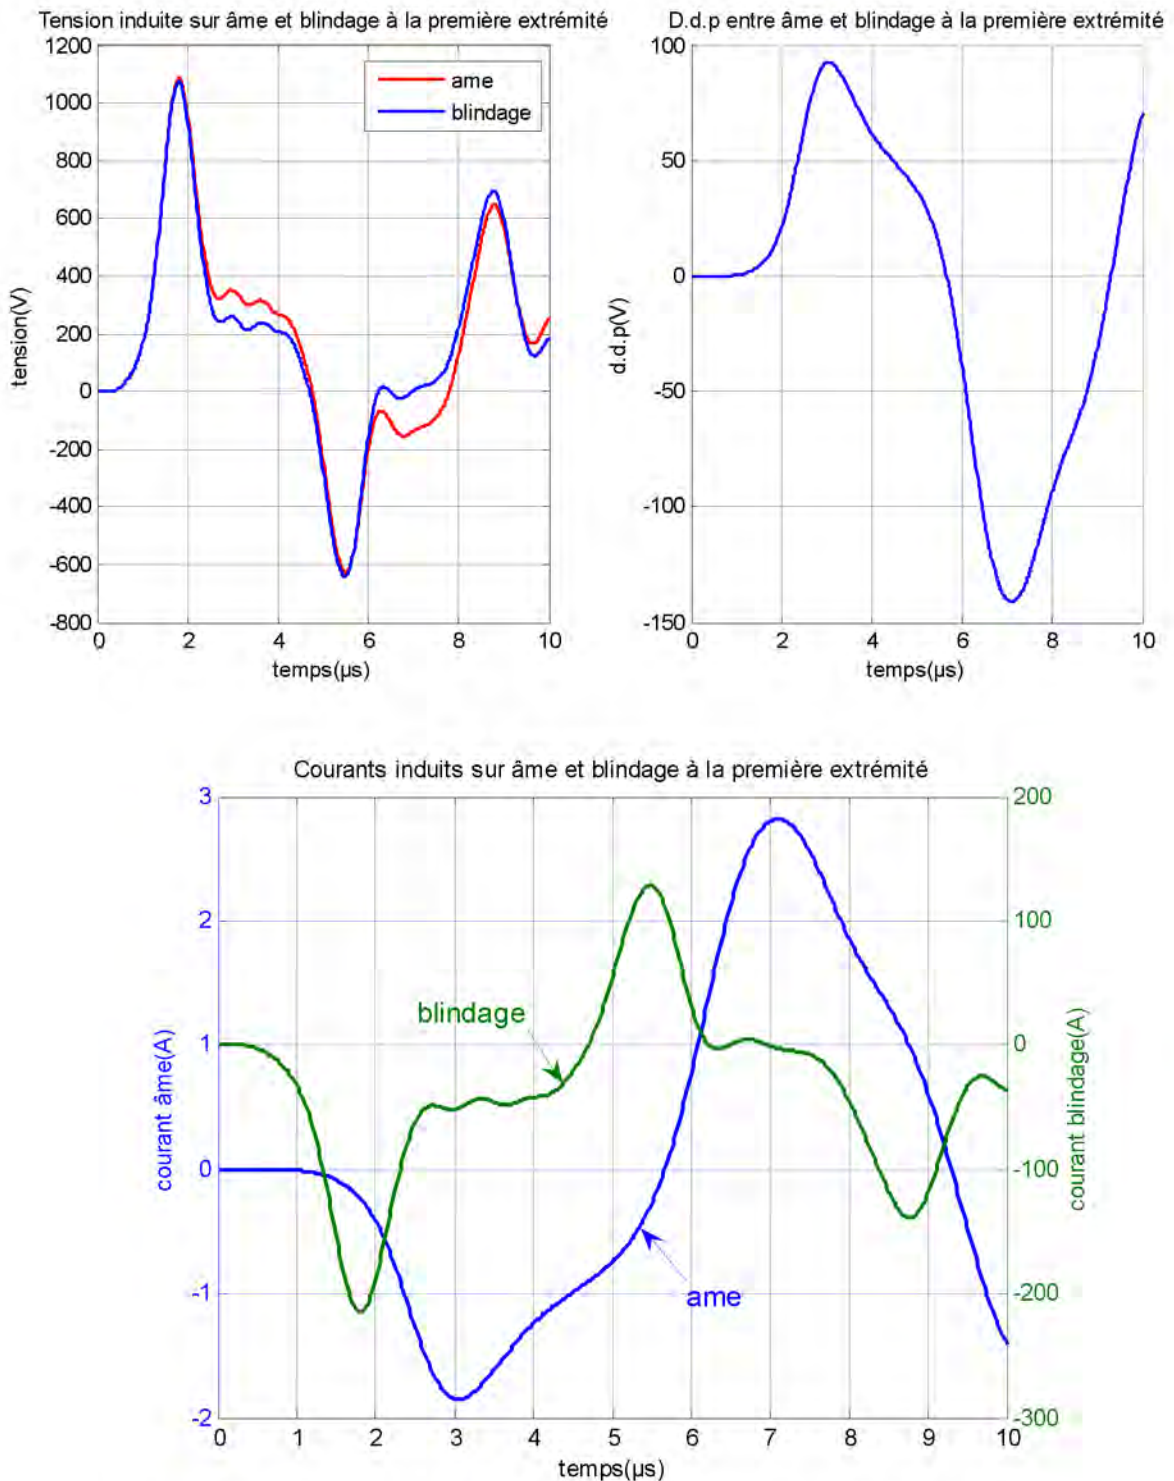 Tension induite sur âme et blindage à la première extrémité
1200
1000
800
600
400
200
0
-200
-400
-600
-800
tension(V)
ame
blindage
0 2 4 6 8 10
temps(µs)
D.d.p entre âme et blindage à la première extrémité
100
50
0
-50
-100
-150
d.d.p(V)
0 2 4 6 8 10
temps(µs)
Courants induits sur âme et blindage à la première extrémité
3
2
1
0
-1
-2
courant âme(A)
blindage
ame
200
100
0
-100
-200
-300
courant blindage(A)
0 1 2 3 4 5 6 7 8 9 10
temps(µs)